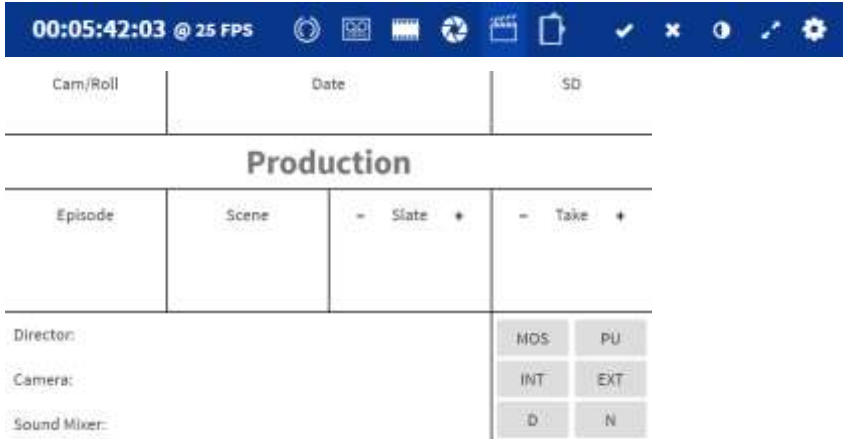 00:05:42:03 @ 25 FPS
Cam/Roll Date SD
Production
Episode Scene - Slate + - Take +
Director: MOS PU
Camera: INT EXT
Sound Mixer: D N